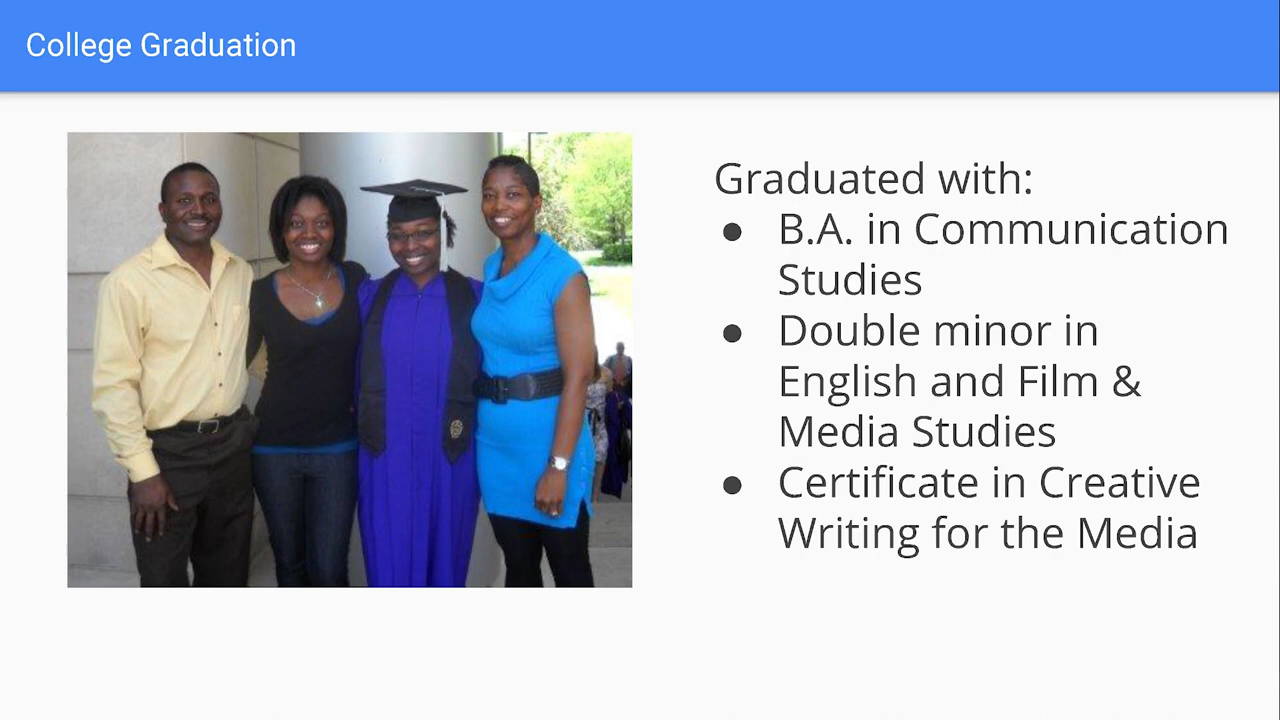 College Graduation
Graduated with:
● B.A. in Communication
Studies
● Double minor in
English and Film &
Media Studies
● Certificate in Creative
Writing for the Media